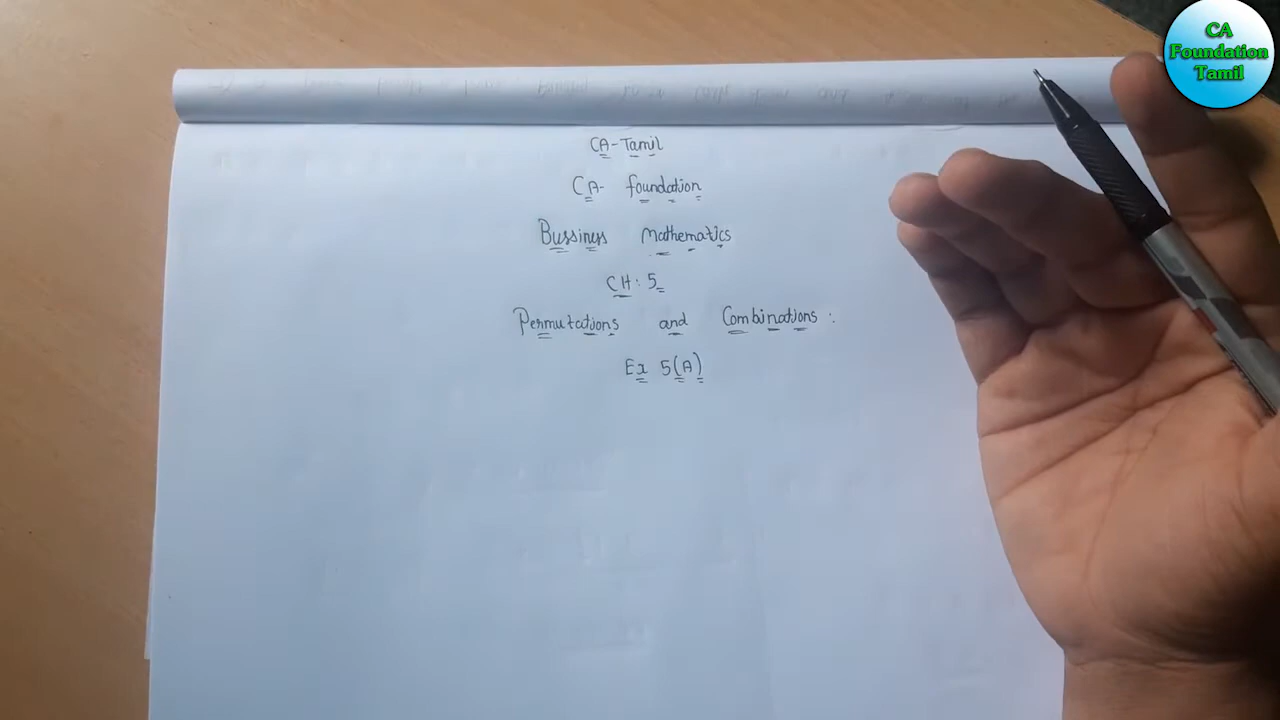 CA
Foundation
Tamil
CA-Tamil
CA- foundation
Bussiness Mathematics
CH: 5
Permutations and Combinations :
Ex 5(A)